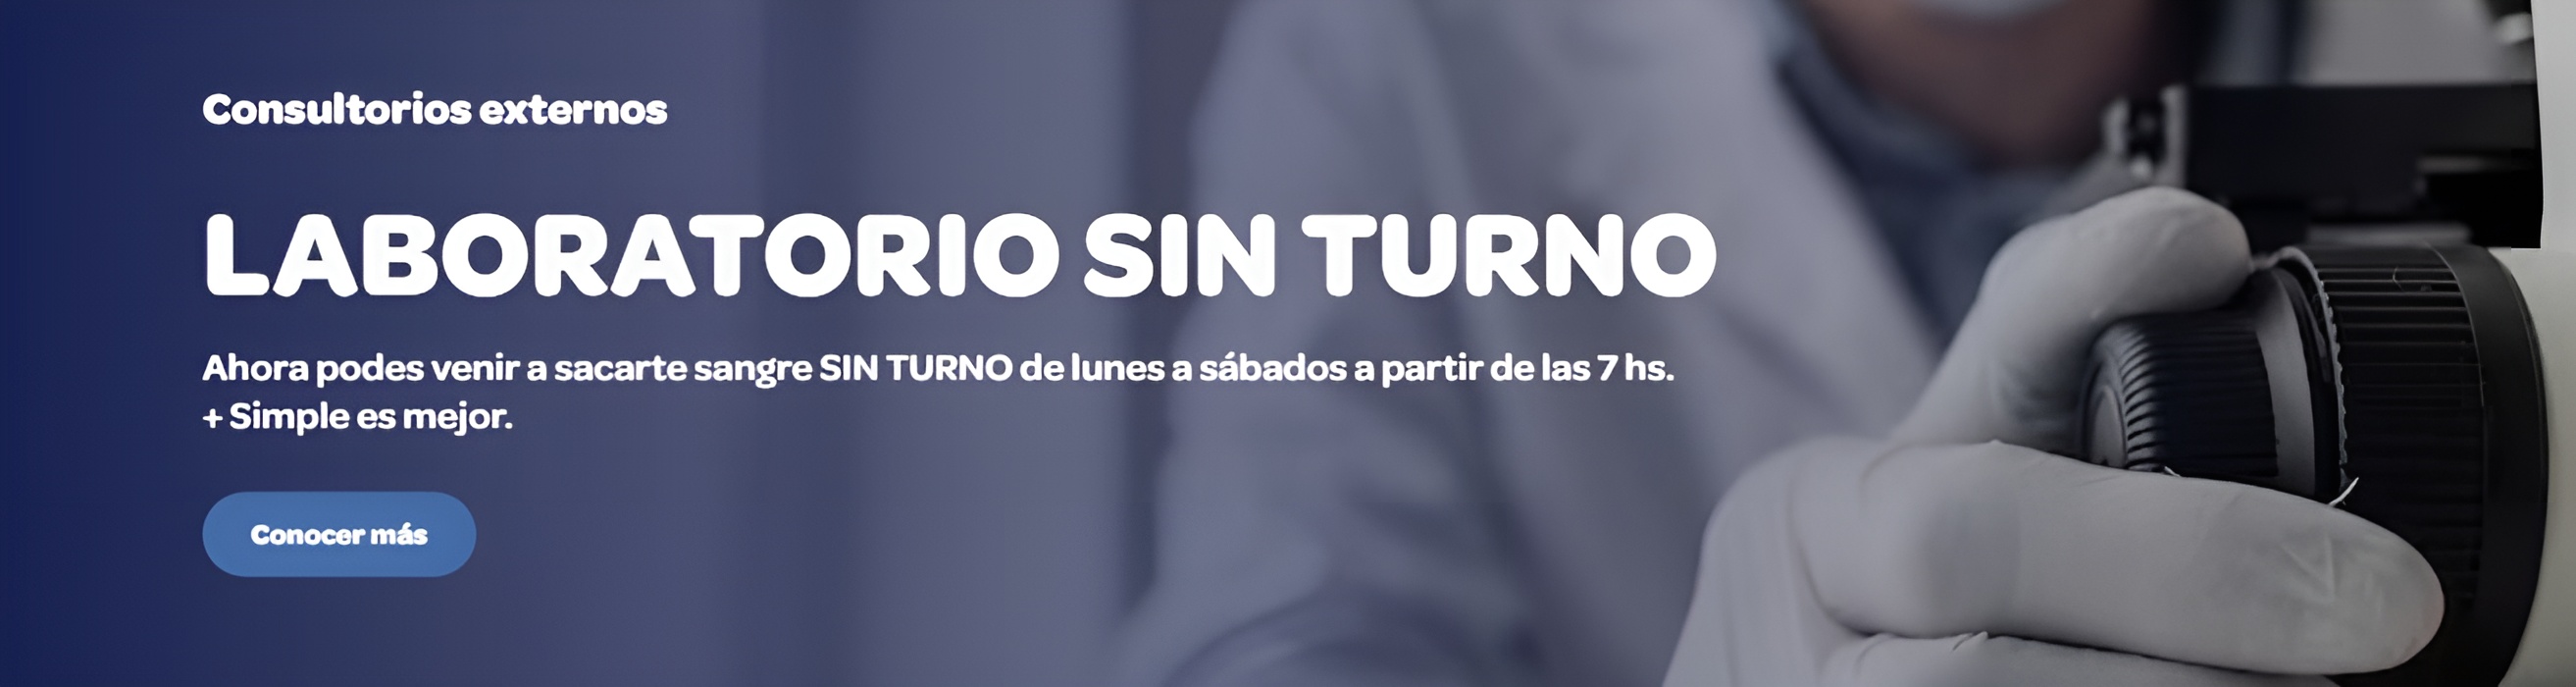 Consultorios externos
LABORATORIO SIN TURNO
Ahora podes venir a sacarte sangre SIN TURNO de lunes a sábados a partir de las 7 hs.
+ Simple es mejor.
Conocer más